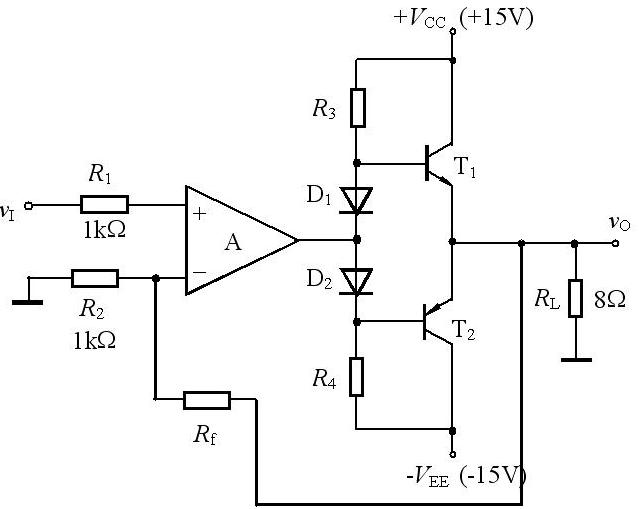 +V_CC (+15V)
R_3
R_1
T_1
D_1
v_I
+
v_O
1kΩ
A
−
D_2
R_L
8Ω
R_2
T_2
1kΩ
R_4
R_f
-V_EE (-15V)